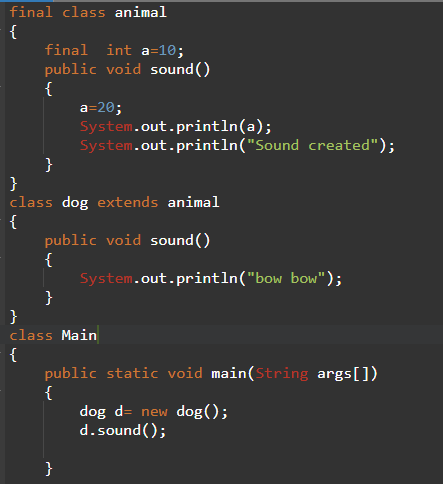 final class animal
{
    final  int a=10;
    public void sound()
    {
        a=20;
        System.out.println(a);
        System.out.println("Sound created");
    }
}
class dog extends animal
{
    public void sound()
    {
        System.out.println("bow bow");
    }
}
class Main
{
    public static void main(String args[])
    {
        dog d= new dog();
        d.sound();

    }